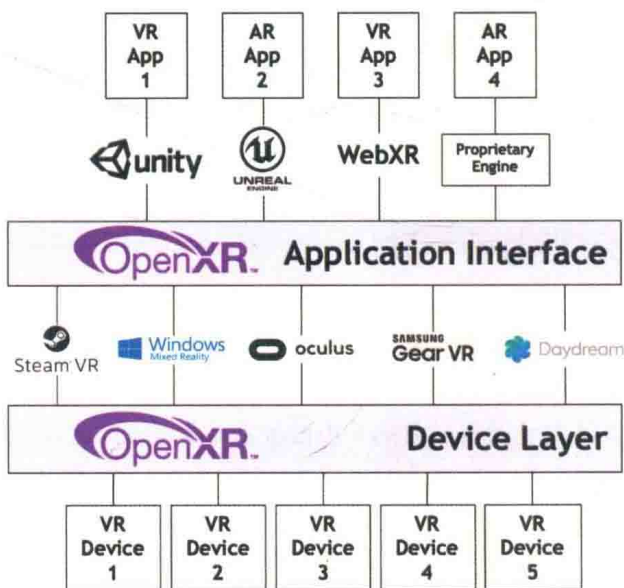 VR
App
1
AR
App
2
VR
App
3
AR
App
4
unity
UNREAL
ENGINE
WebXR
Proprietary
Engine
OpenXR™ Application Interface
Steam®VR
Windows
Mixed Reality
oculus
SAMSUNG
Gear VR
Daydream
OpenXR™ Device Layer
VR
Device
1
VR
Device
2
VR
Device
3
VR
Device
4
VR
Device
5